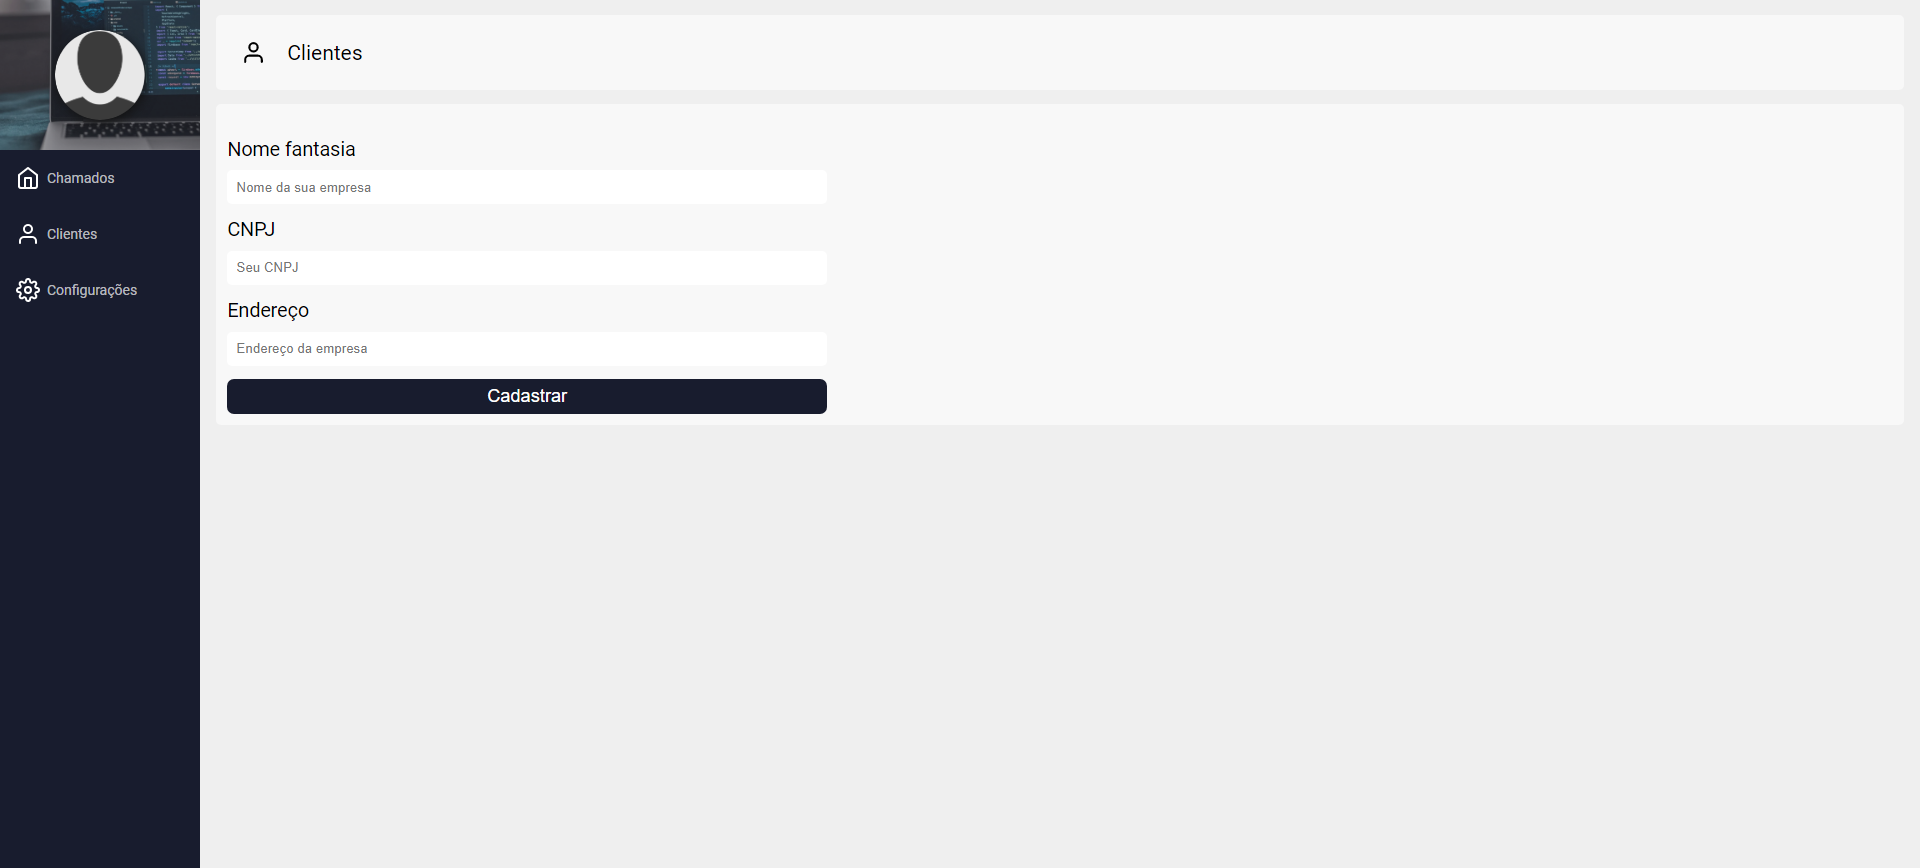 Chamados
Clientes
Configurações
Clientes
Nome fantasia
Nome da sua empresa
CNPJ
Seu CNPJ
Endereço
Endereço da empresa
Cadastrar